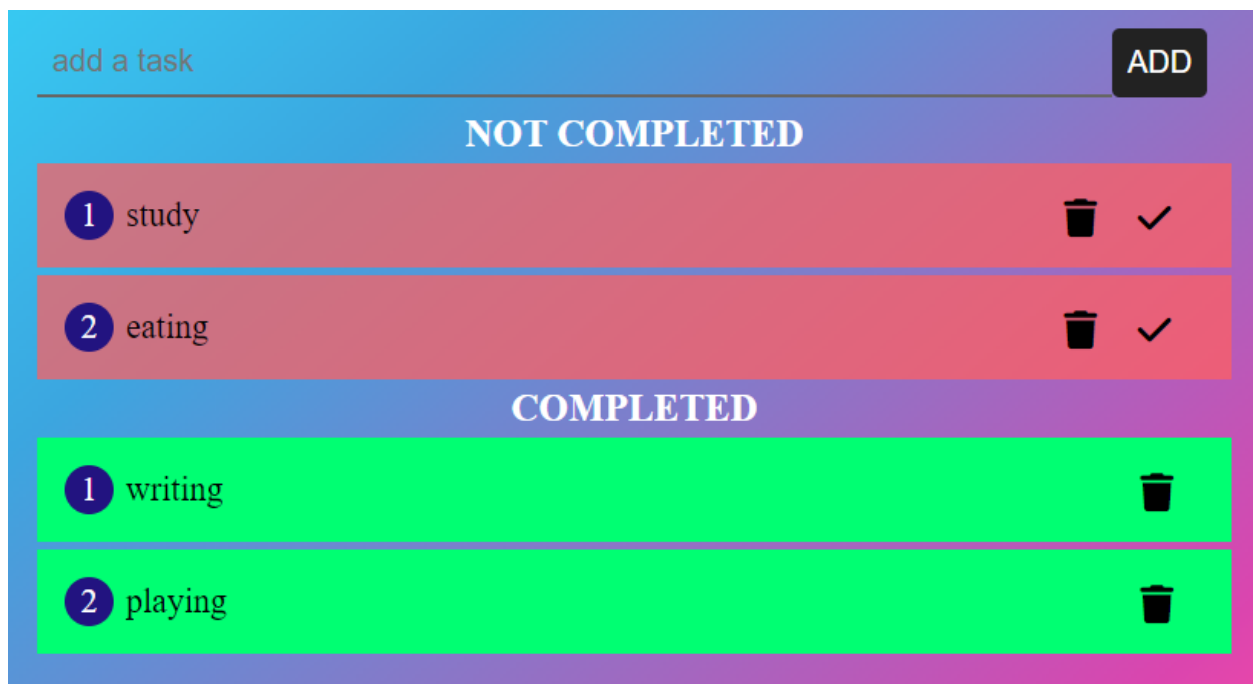 add a task ADD
NOT COMPLETED
1 study
2 eating
COMPLETED
1 writing
2 playing